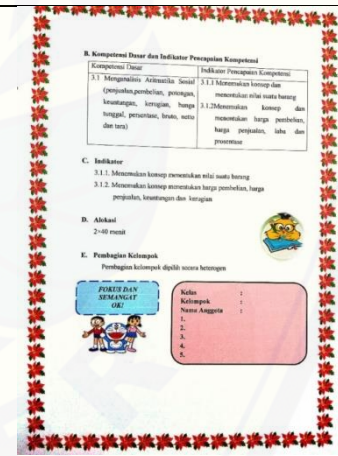 B. Kompetensi Dasar dan Indikator Pencapaian Kompetensi
Kompetensi Dasar
3.1 Menganalisis Aritmatika Sosial
(penjualan,pembelian, potongan,
keuntungan, kerugian, bunga
tunggal, persentase, bruto, netto
dan tara)
Indikator Pencapaian Kompetensi
3.1.1 Menemukan konsep dan
menentukan nilai suatu barang
3.1.2Menemukan konsep dan
menentukan harga pembelian,
harga penjualan, laba dan
prosentase
C. Indikator
3.1.1. Menemukan konsep menentukan nilai suatu barang
3.1.2. Menemukan konsep menentukan harga pembelian, harga
penjualan, keuntungan dan kerugian
D. Alokasi
2×40 menit
E. Pembagian Kelompok
Pembagian kelompok dipilih secara heterogen
FOKUS DAN
SEMANGAT
OK!
Kelas :
Kelompok :
Nama Anggota :
1.
2.
3.
4.
5.